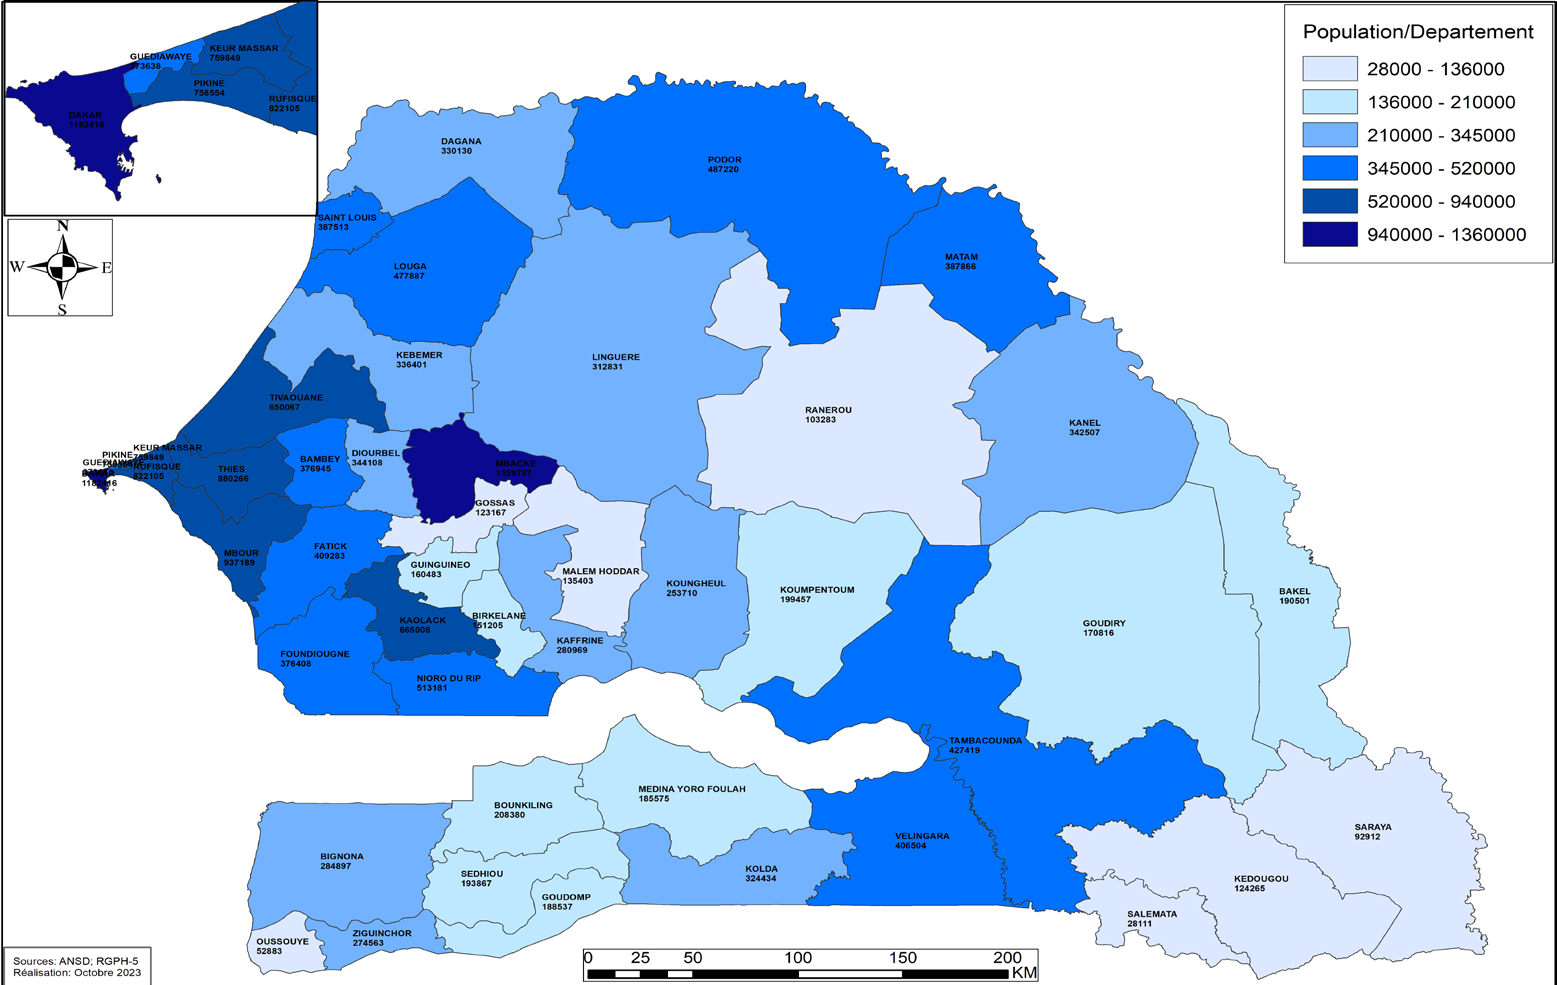 Population/Departement
28000 - 136000
136000 - 210000
210000 - 345000
345000 - 520000
520000 - 940000
940000 - 1360000
GUEDIAWAYE
373638
KEUR MASSAR
759849
PIKINE
758554
RUFISQUE
822105
DAKAR
1182416
N
W
E
S
DAGANA
330130
PODOR
487220
SAINT LOUIS
387513
LOUGA
477887
MATAM
387866
KEBEMER
336401
LINGUERE
312831
TIVAOUANE
650067
RANEROU
103283
KANEL
342507
KEUR MASSAR
759849
PIKINE
GUEDIAWAYE
RUFISQUE
822105
1182416
THIES
880266
BAMBEY
376945
DIOURBEL
344108
MBACKE
1359757
GOSSAS
123167
MBOUR
937189
FATICK
409283
GUINGUINEO
160483
MALEM HODDAR
135403
KOUNGHEUL
253710
KOUMPENTOUM
199457
BAKEL
190501
KAOLACK
665008
BIRKELANE
151205
GOUDIRY
170816
KAFFRINE
280969
FOUNDIOUGNE
376408
NIORO DU RIP
513181
TAMBACOUNDA
427419
MEDINA YORO FOULAH
185575
BOUNKILING
208380
VELINGARA
406504
SARAYA
92912
BIGNONA
284897
SEDHIOU
193867
KOLDA
324434
KEDOUGOU
124265
GOUDOMP
188537
SALEMATA
28111
OUSSOUYE
52883
ZIGUINCHOR
274563
Sources: ANSD; RGPH-5
Réalisation: Octobre 2023
0 25 50 100 150 200
KM